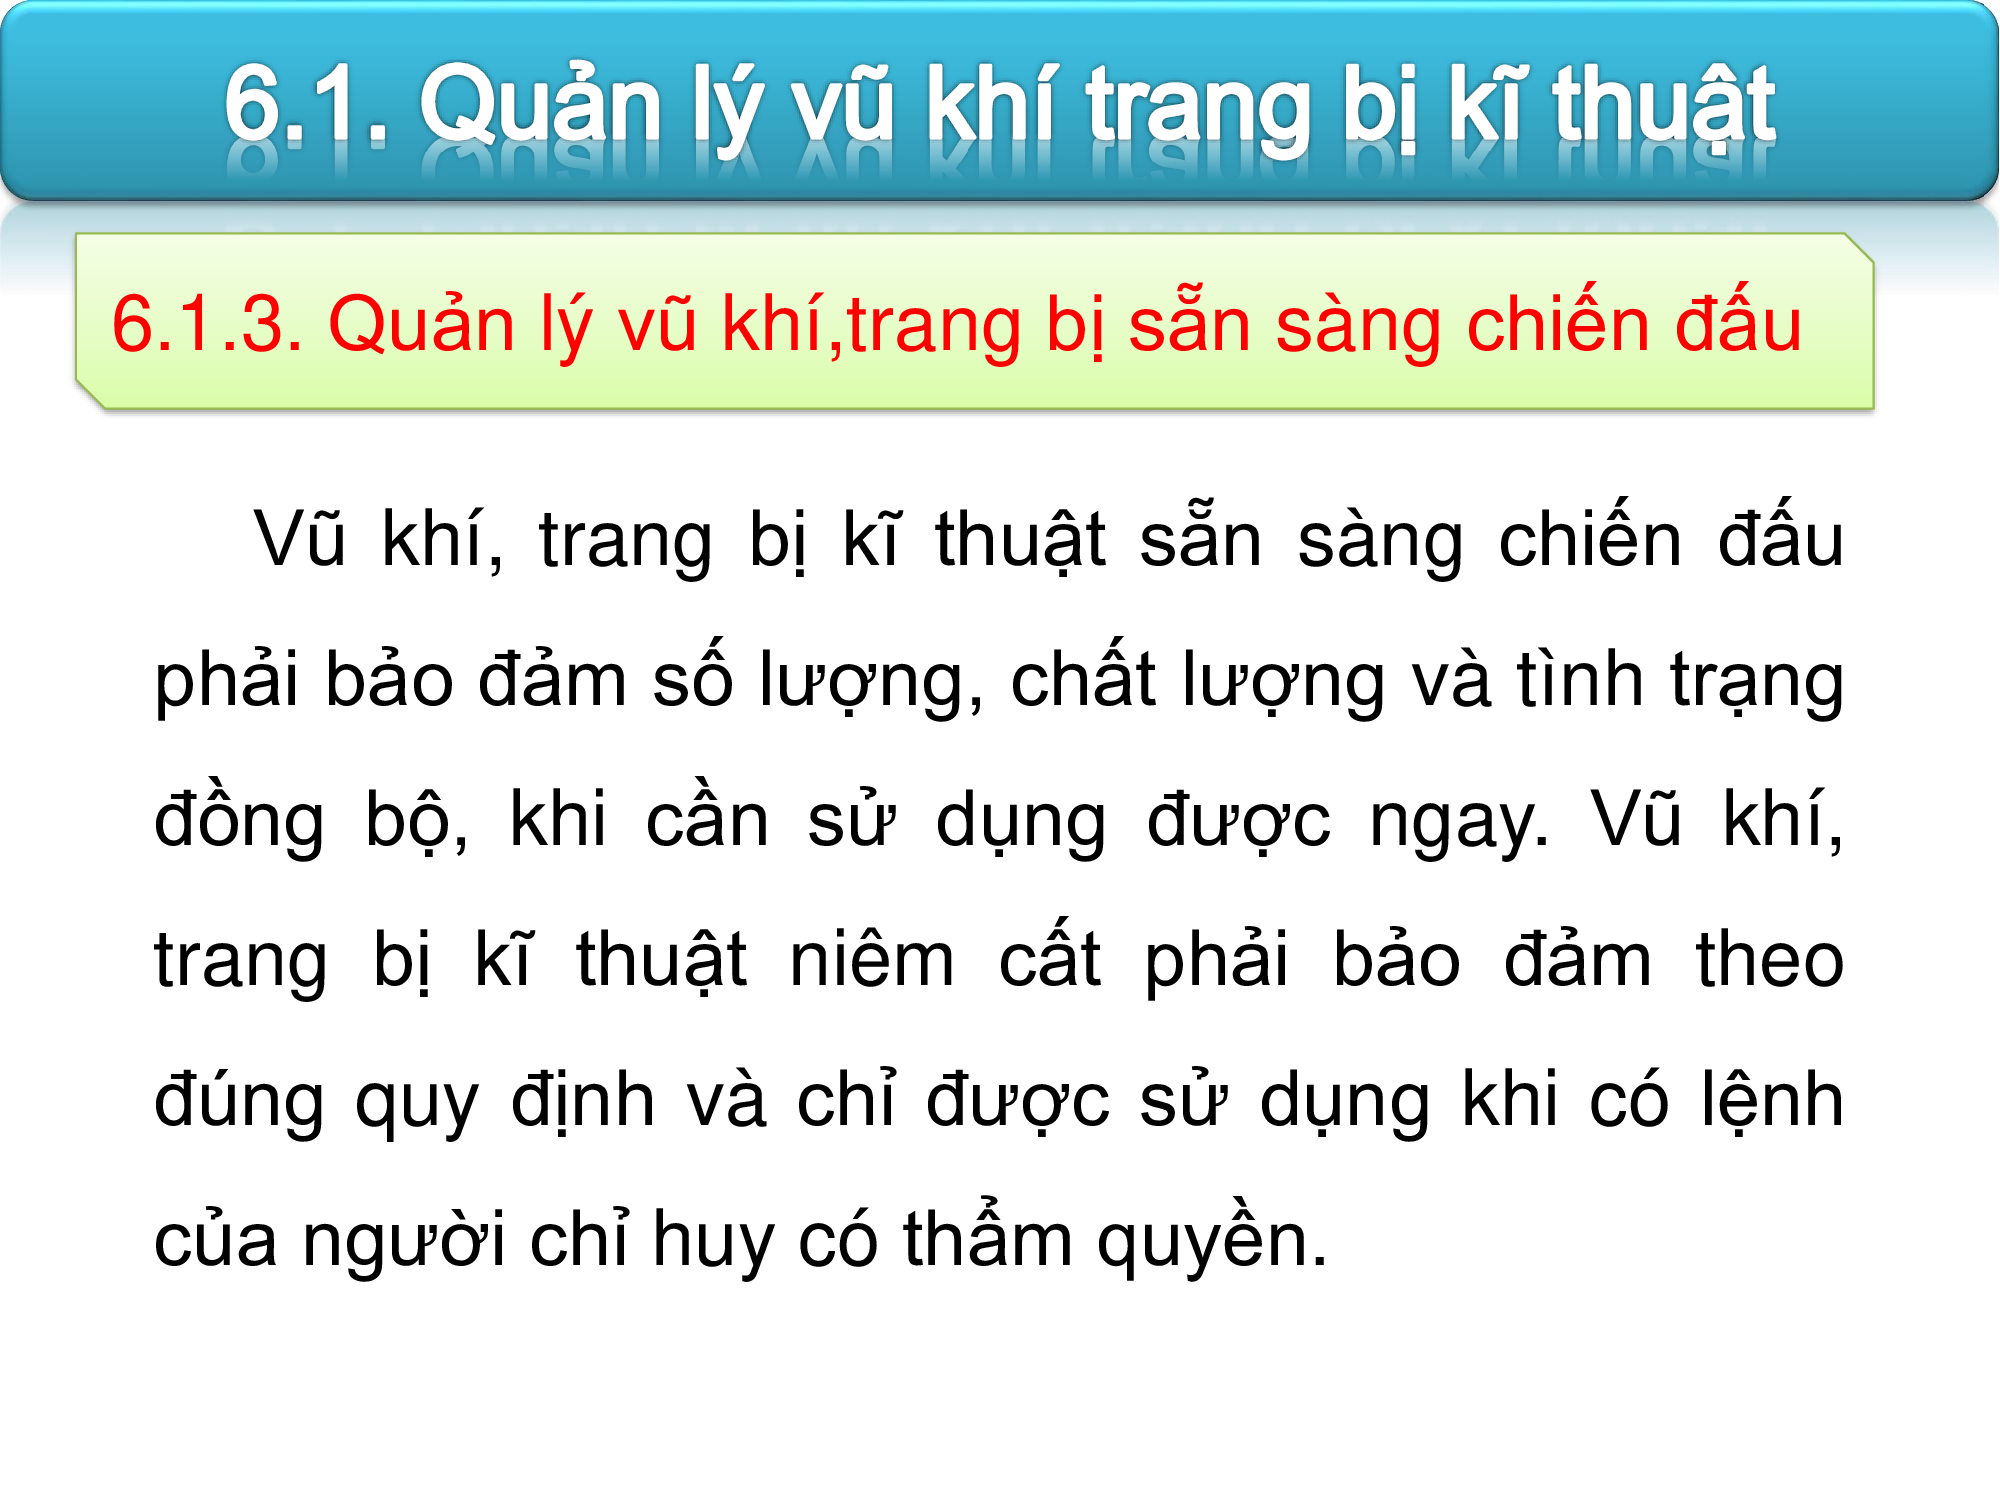 6.1. Quản lý vũ khí trang bị kĩ thuật
6.1.3. Quản lý vũ khí,trang bị sẵn sàng chiến đấu
Vũ khí, trang bị kĩ thuật sẵn sàng chiến đấu
phải bảo đảm số lượng, chất lượng và tình trạng
đồng bộ, khi cần sử dụng được ngay. Vũ khí,
trang bị kĩ thuật niêm cất phải bảo đảm theo
đúng quy định và chỉ được sử dụng khi có lệnh
của người chỉ huy có thẩm quyền.